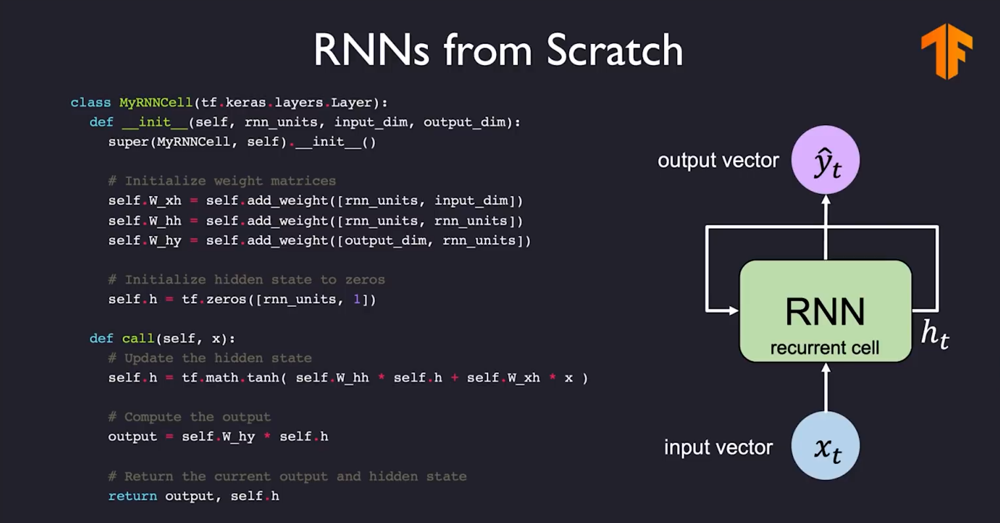 RNNs from Scratch
class MyRNNCell(tf.keras.layers.Layer):
def __init__(self, rnn_units, input_dim, output_dim):
super(MyRNNCell, self).__init__()
# Initialize weight matrices
self.W_xh = self.add_weight([rnn_units, input_dim])
self.W_hh = self.add_weight([rnn_units, rnn_units])
self.W_hy = self.add_weight([output_dim, rnn_units])
# Initialize hidden state to zeros
self.h = tf.zeros([rnn_units, 1])
def call(self, x):
# Update the hidden state
self.h = tf.math.tanh( self.W_hh * self.h + self.W_xh * x )
# Compute the output
output = self.W_hy * self.h
# Return the current output and hidden state
return output, self.h
output vector
ŷₜ
RNN
recurrent cell
hₜ
input vector
xₜ